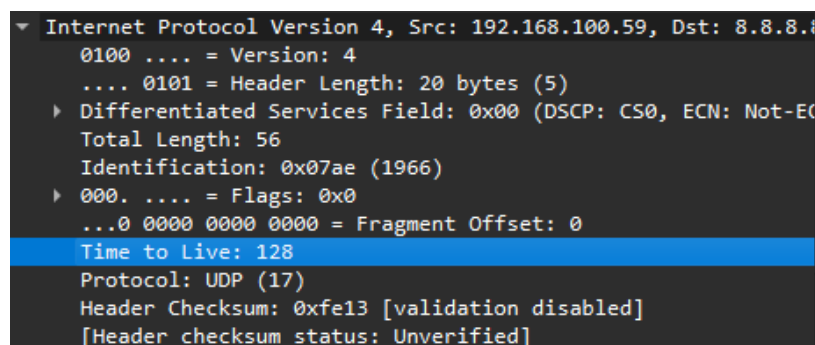 Internet Protocol Version 4, Src: 192.168.100.59, Dst: 8.8.8.
0100 .... = Version: 4
.... 0101 = Header Length: 20 bytes (5)
Differentiated Services Field: 0x00 (DSCP: CS0, ECN: Not-EC
Total Length: 56
Identification: 0x07ae (1966)
000. .... = Flags: 0x0
...0 0000 0000 0000 = Fragment Offset: 0
Time to Live: 128
Protocol: UDP (17)
Header Checksum: 0xfe13 [validation disabled]
[Header checksum status: Unverified]